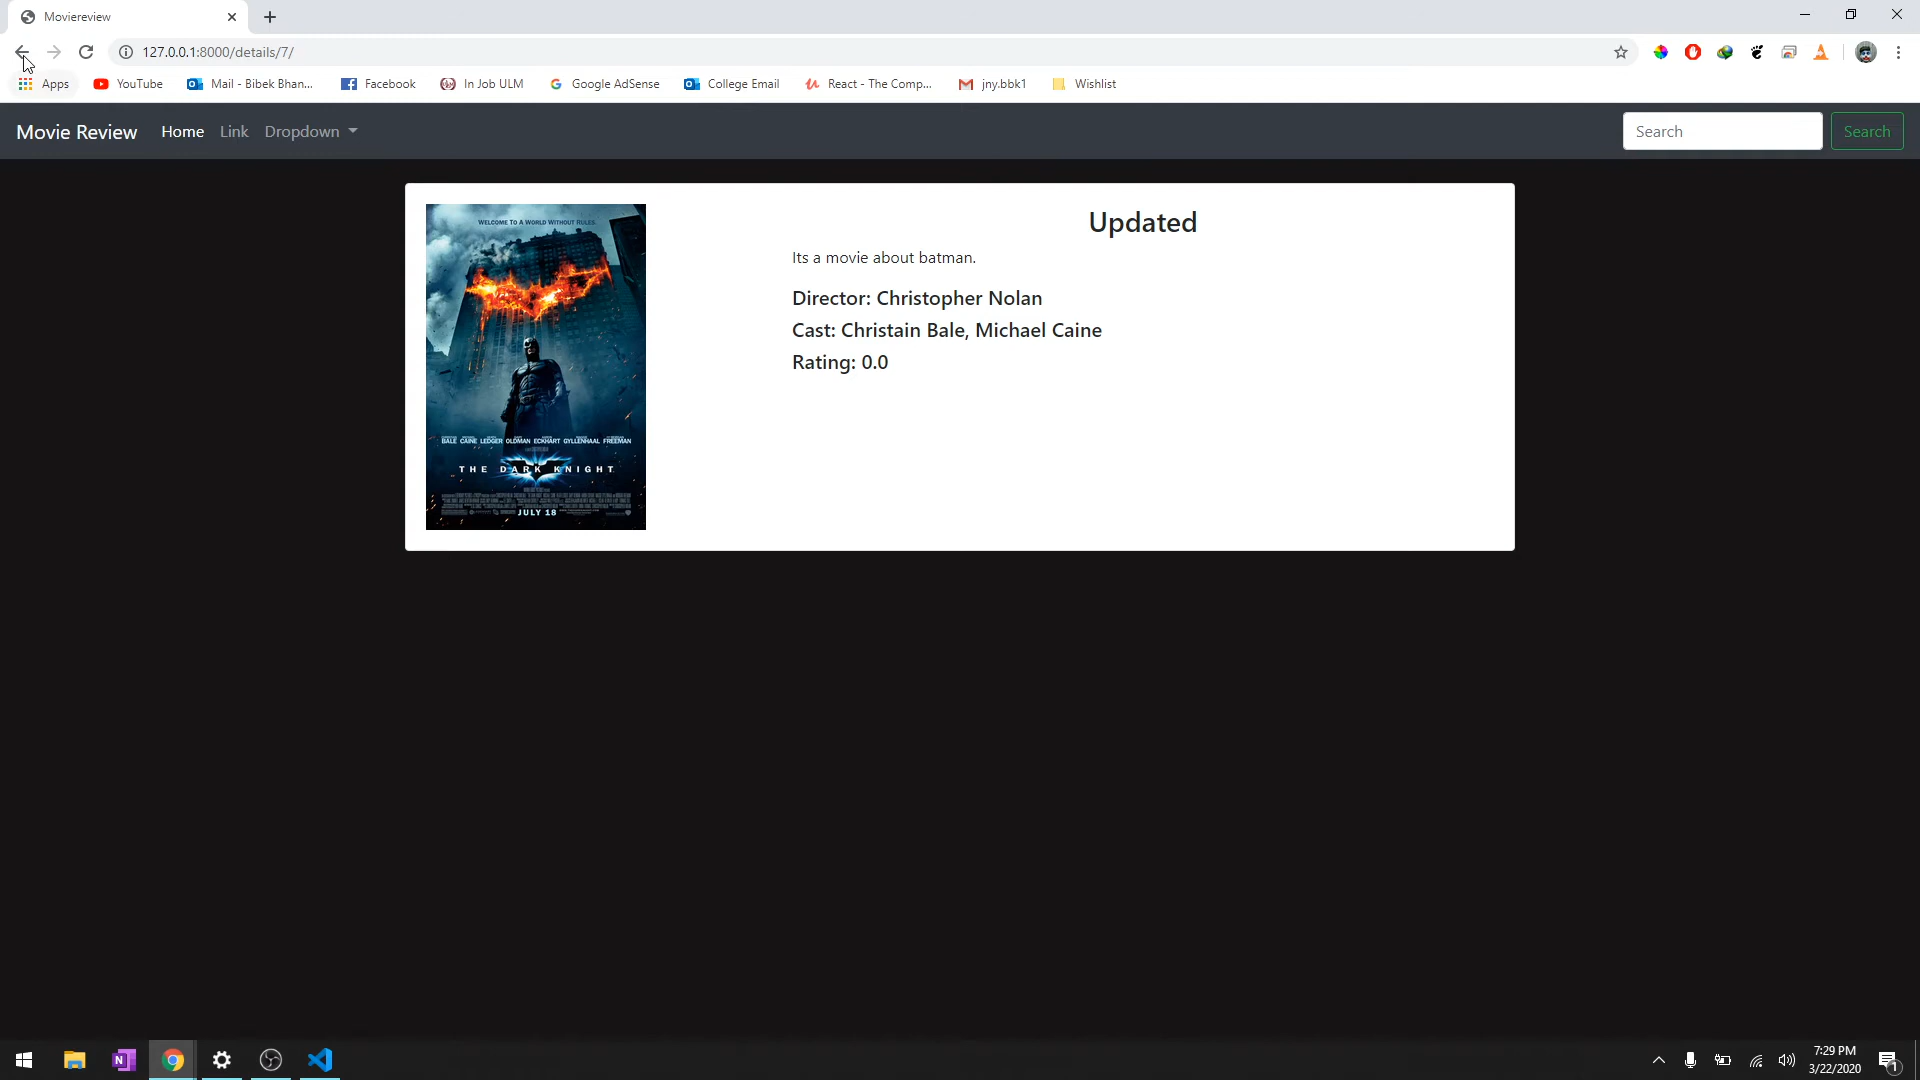 Moviereview
127.0.0.1:8000/details/7/
Apps
YouTube
Mail - Bibek Bhan...
Facebook
In Job ULM
Google AdSense
College Email
React - The Comp...
jny.bbk1
Wishlist
Movie Review
Home
Link
Dropdown
Search
Search
WELCOME TO A WORLD WITHOUT RULES.
BALE CAINE LEDGER OLDMAN ECKHART GYLLENHAAL FREEMAN
THE DARK KNIGHT
JULY 18
Updated
Its a movie about batman.
Director: Christopher Nolan
Cast: Christain Bale, Michael Caine
Rating: 0.0
7:29 PM
3/22/2020
1